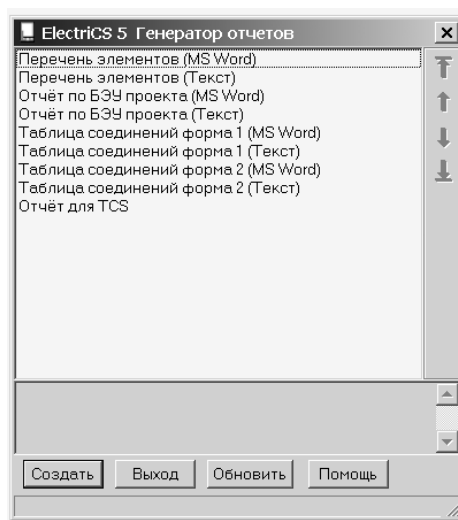 ElectriCS 5 Генератор отчетов
Перечень элементов (MS Word)
Перечень элементов (Текст)
Отчёт по БЭУ проекта (MS Word)
Отчёт по БЭУ проекта (Текст)
Таблица соединений форма 1 (MS Word)
Таблица соединений форма 1 (Текст)
Таблица соединений форма 2 (MS Word)
Таблица соединений форма 2 (Текст)
Отчёт для TCS
Создать Выход Обновить Помощь